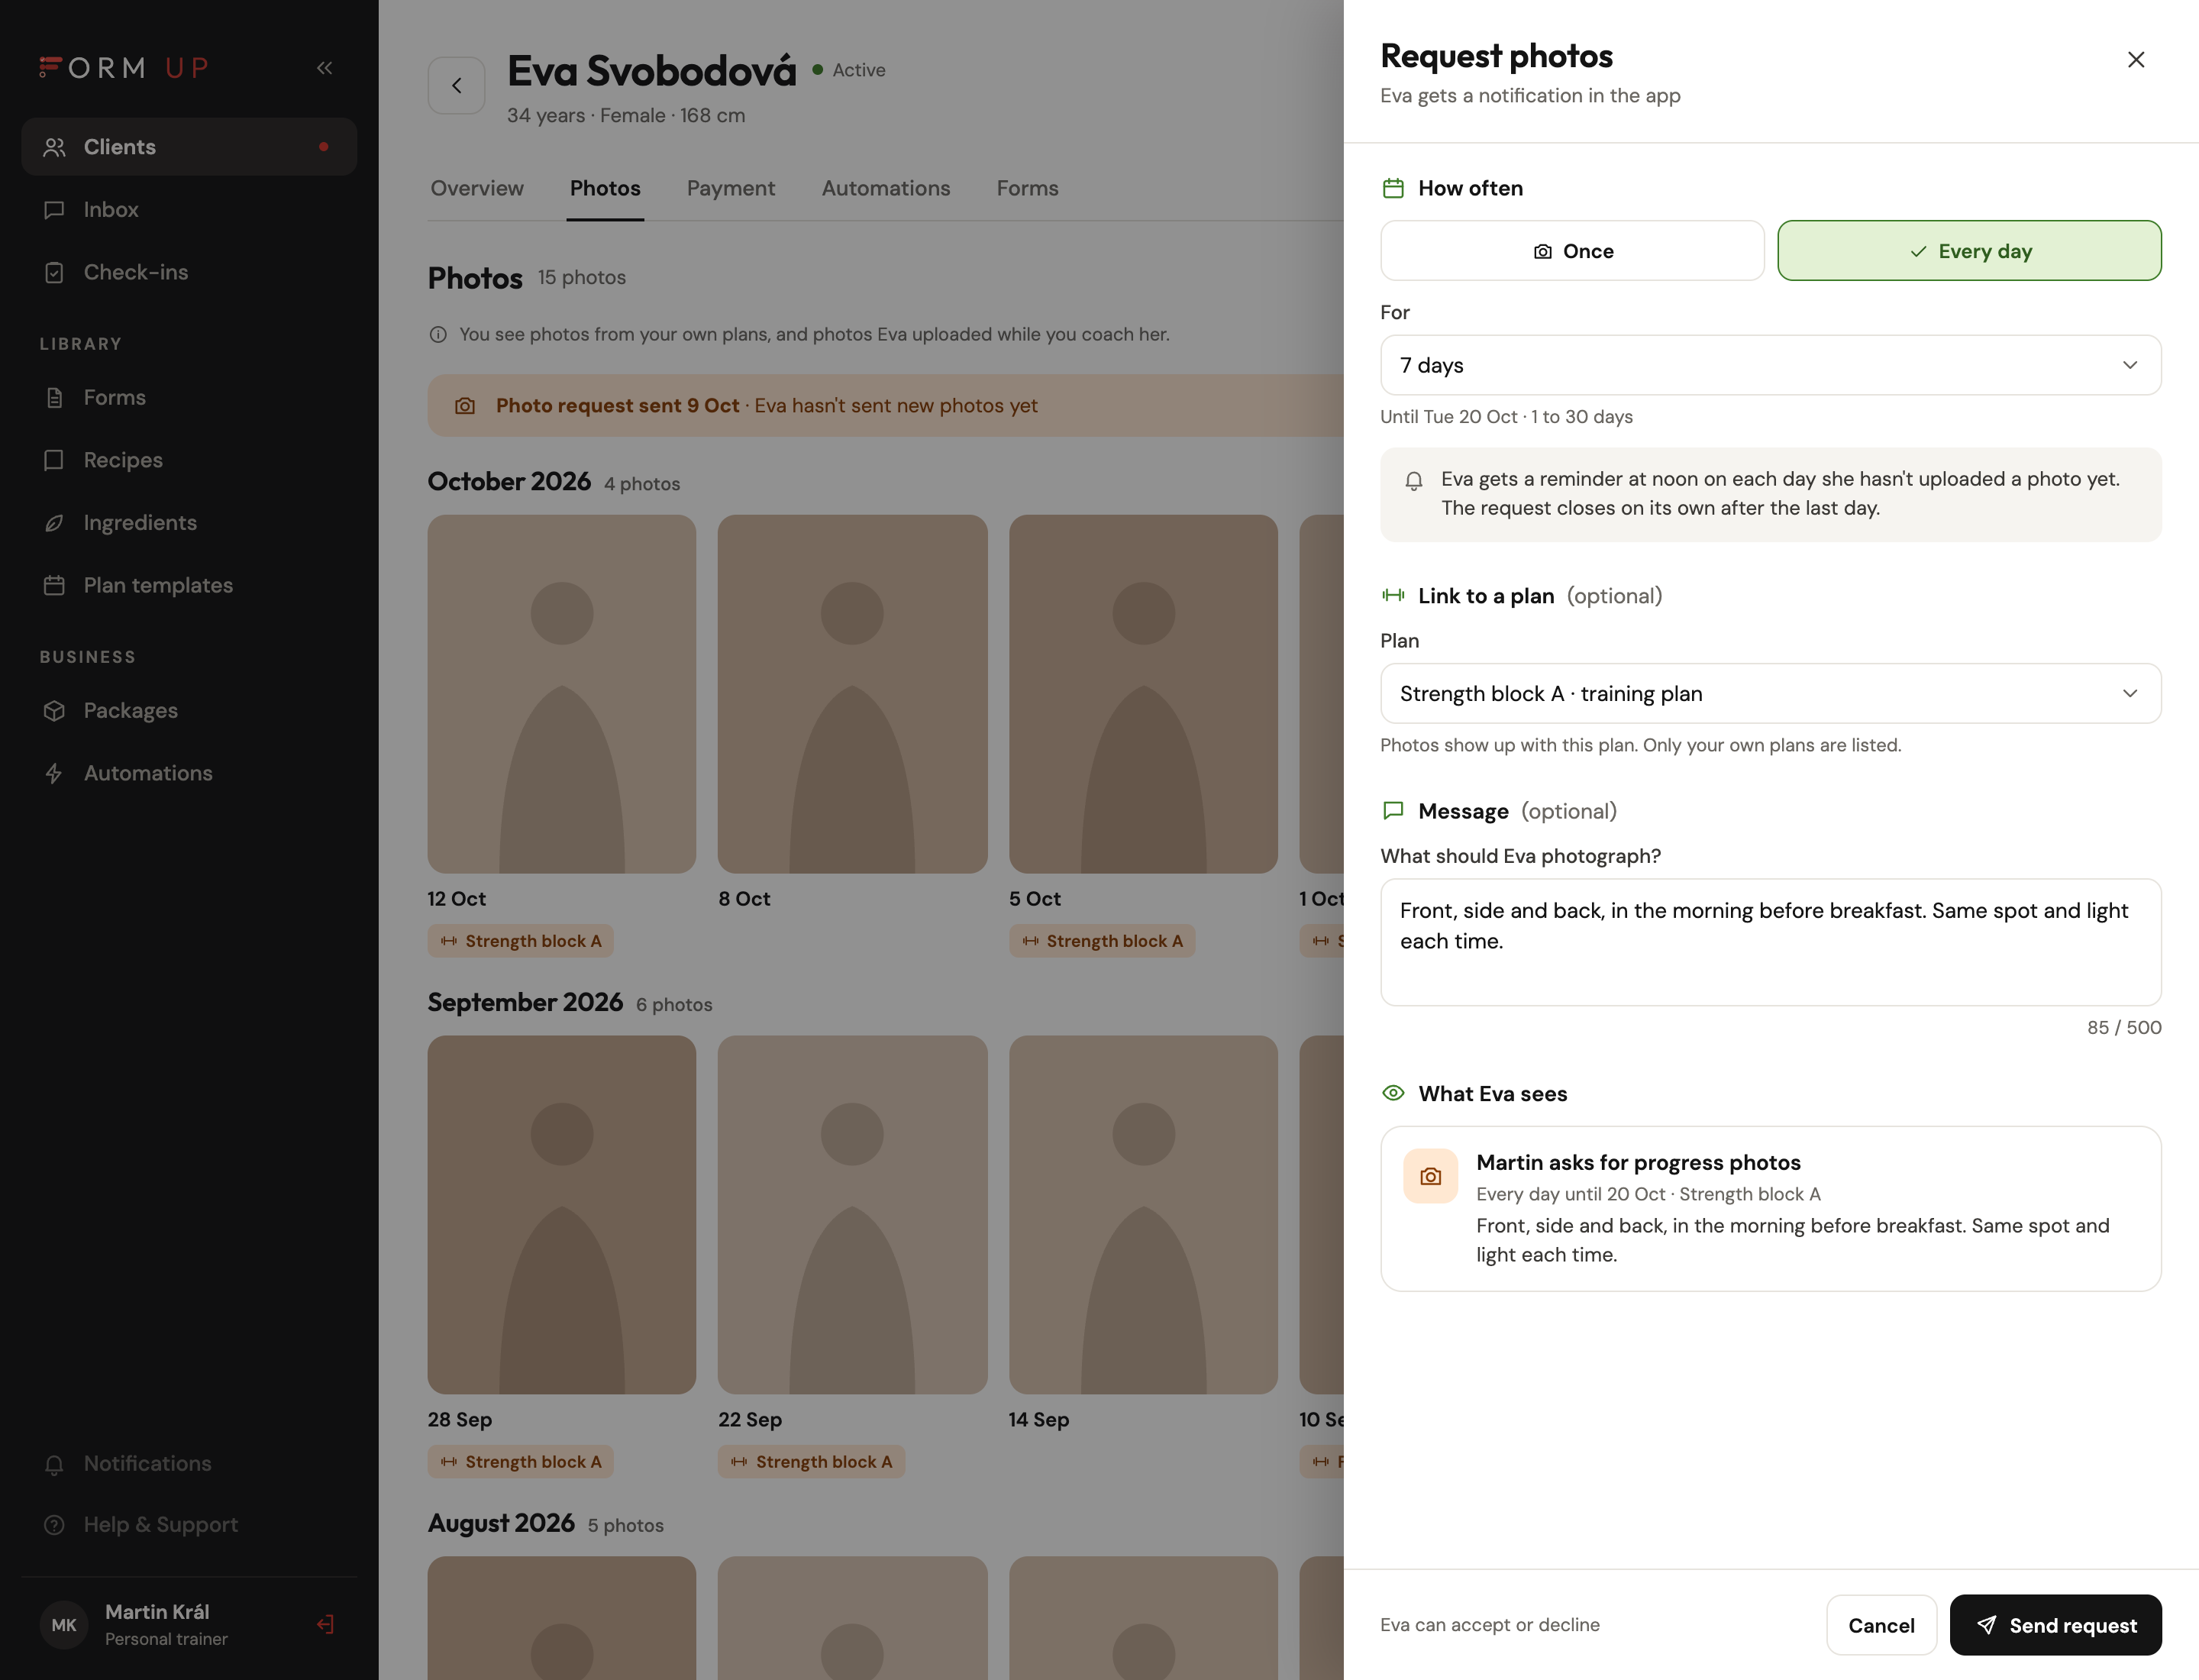 FORM UP
Clients
Inbox
Check-ins
LIBRARY
Forms
Recipes
Ingredients
Plan templates
BUSINESS
Packages
Automations
Notifications
Help & Support
MK
Martin Král
Personal trainer
Eva Svobodová
Active
34 years · Female · 168 cm
Overview
Photos
Payment
Automations
Forms
Photos 15 photos
You see photos from your own plans, and photos Eva uploaded while you coach her.
Photo request sent 9 Oct · Eva hasn't sent new photos yet
October 2026 4 photos
12 Oct
Strength block A
8 Oct
5 Oct
Strength block A
1 Oct
September 2026 6 photos
28 Sep
Strength block A
22 Sep
Strength block A
14 Sep
10 Se
August 2026 5 photos
Request photos
Eva gets a notification in the app
How often
Once
Every day
For
7 days
Until Tue 20 Oct · 1 to 30 days
Eva gets a reminder at noon on each day she hasn't uploaded a photo yet.
The request closes on its own after the last day.
Link to a plan (optional)
Plan
Strength block A · training plan
Photos show up with this plan. Only your own plans are listed.
Message (optional)
What should Eva photograph?
Front, side and back, in the morning before breakfast. Same spot and light
each time.
85 / 500
What Eva sees
Martin asks for progress photos
Every day until 20 Oct · Strength block A
Front, side and back, in the morning before breakfast. Same spot and
light each time.
Eva can accept or decline
Cancel
Send request